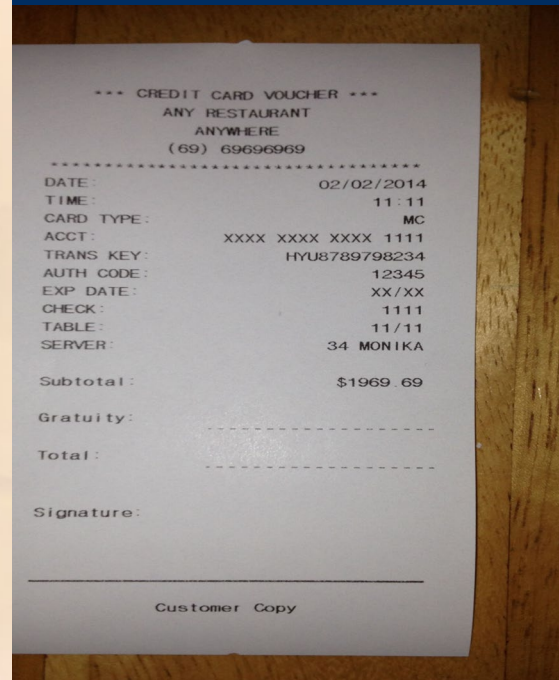 *** CREDIT CARD VOUCHER ***
ANY RESTAURANT
ANYWHERE
(69) 69696969
****************************************
DATE: 02/02/2014
TIME: 11:11
CARD TYPE: MC
ACCT: XXXX XXXX XXXX 1111
TRANS KEY: HYU8789798234
AUTH CODE: 12345
EXP DATE: XX/XX
CHECK: 1111
TABLE: 11/11
SERVER: 34 MONIKA
Subtotal: $1969.69
Gratuity:
Total:
Signature:
Customer Copy